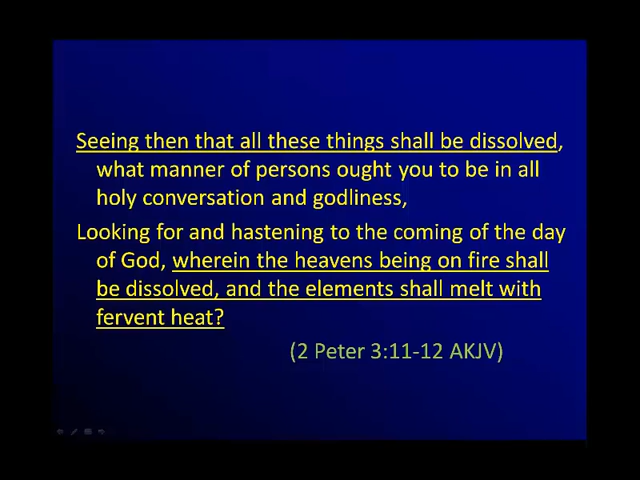 Seeing then that all these things shall be dissolved,
what manner of persons ought you to be in all
holy conversation and godliness,
Looking for and hastening to the coming of the day
of God, wherein the heavens being on fire shall
be dissolved, and the elements shall melt with
fervent heat?
(2 Peter 3:11-12 AKJV)